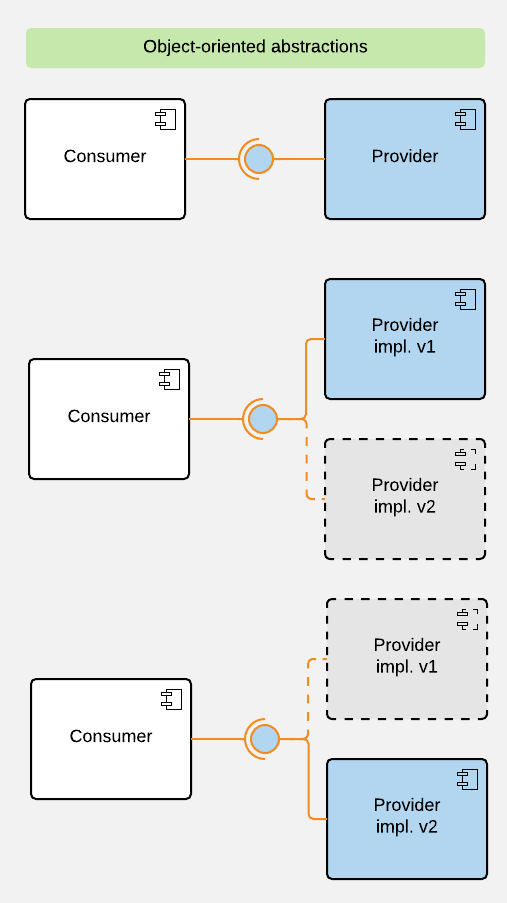 Object-oriented abstractions
Consumer
Provider
Provider
impl. v1
Consumer
Provider
impl. v2
Provider
impl. v1
Consumer
Provider
impl. v2